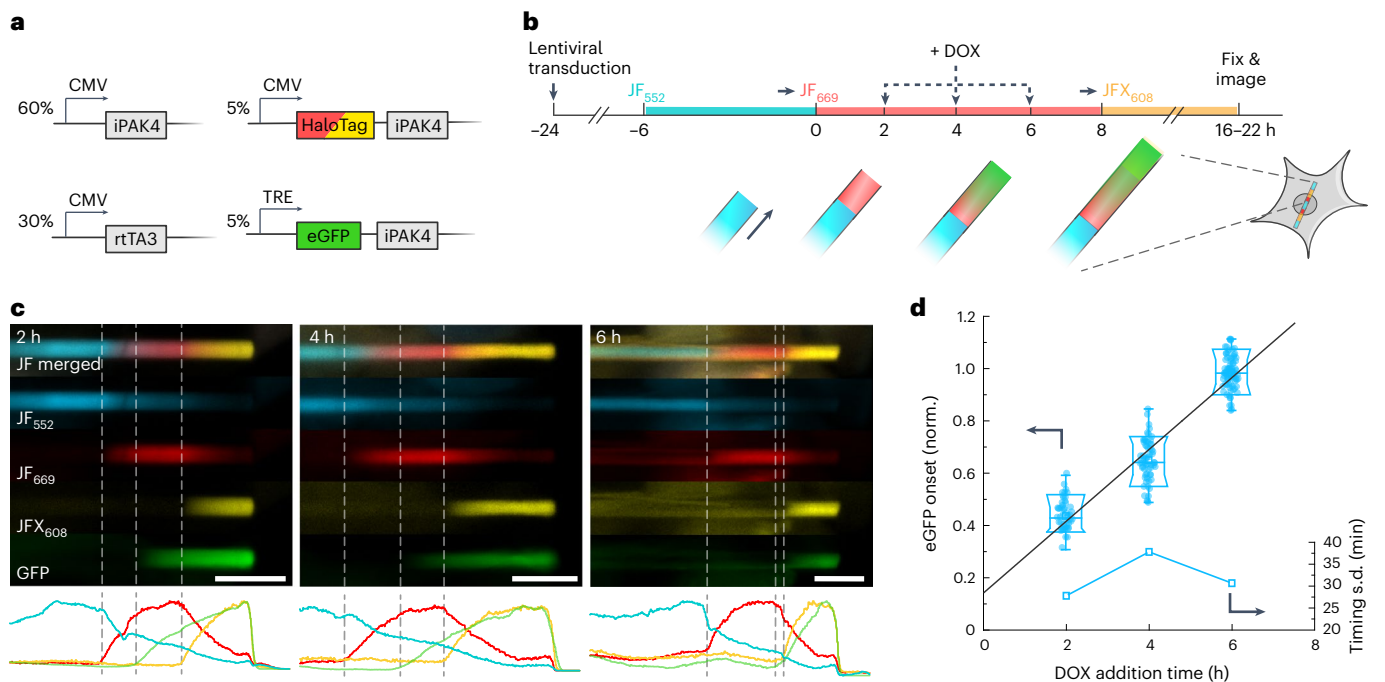 a
60%
CMV
iPAK4
5%
CMV
HaloTag
iPAK4
30%
CMV
rtTA3
5%
TRE
eGFP
iPAK4
b
Lentiviral
transduction
+ DOX
Fix &
image
JF552
JF669
JFX608
–24
–6
0
2
4
6
8
16–22 h
c
2 h
4 h
6 h
JF merged
JF552
JF669
JFX608
GFP
d
eGFP onset (norm.)
1.2
1.0
0.8
0.6
0.4
0.2
0
0
2
4
6
8
DOX addition time (h)
40
35
30
25
20
Timing s.d. (min)